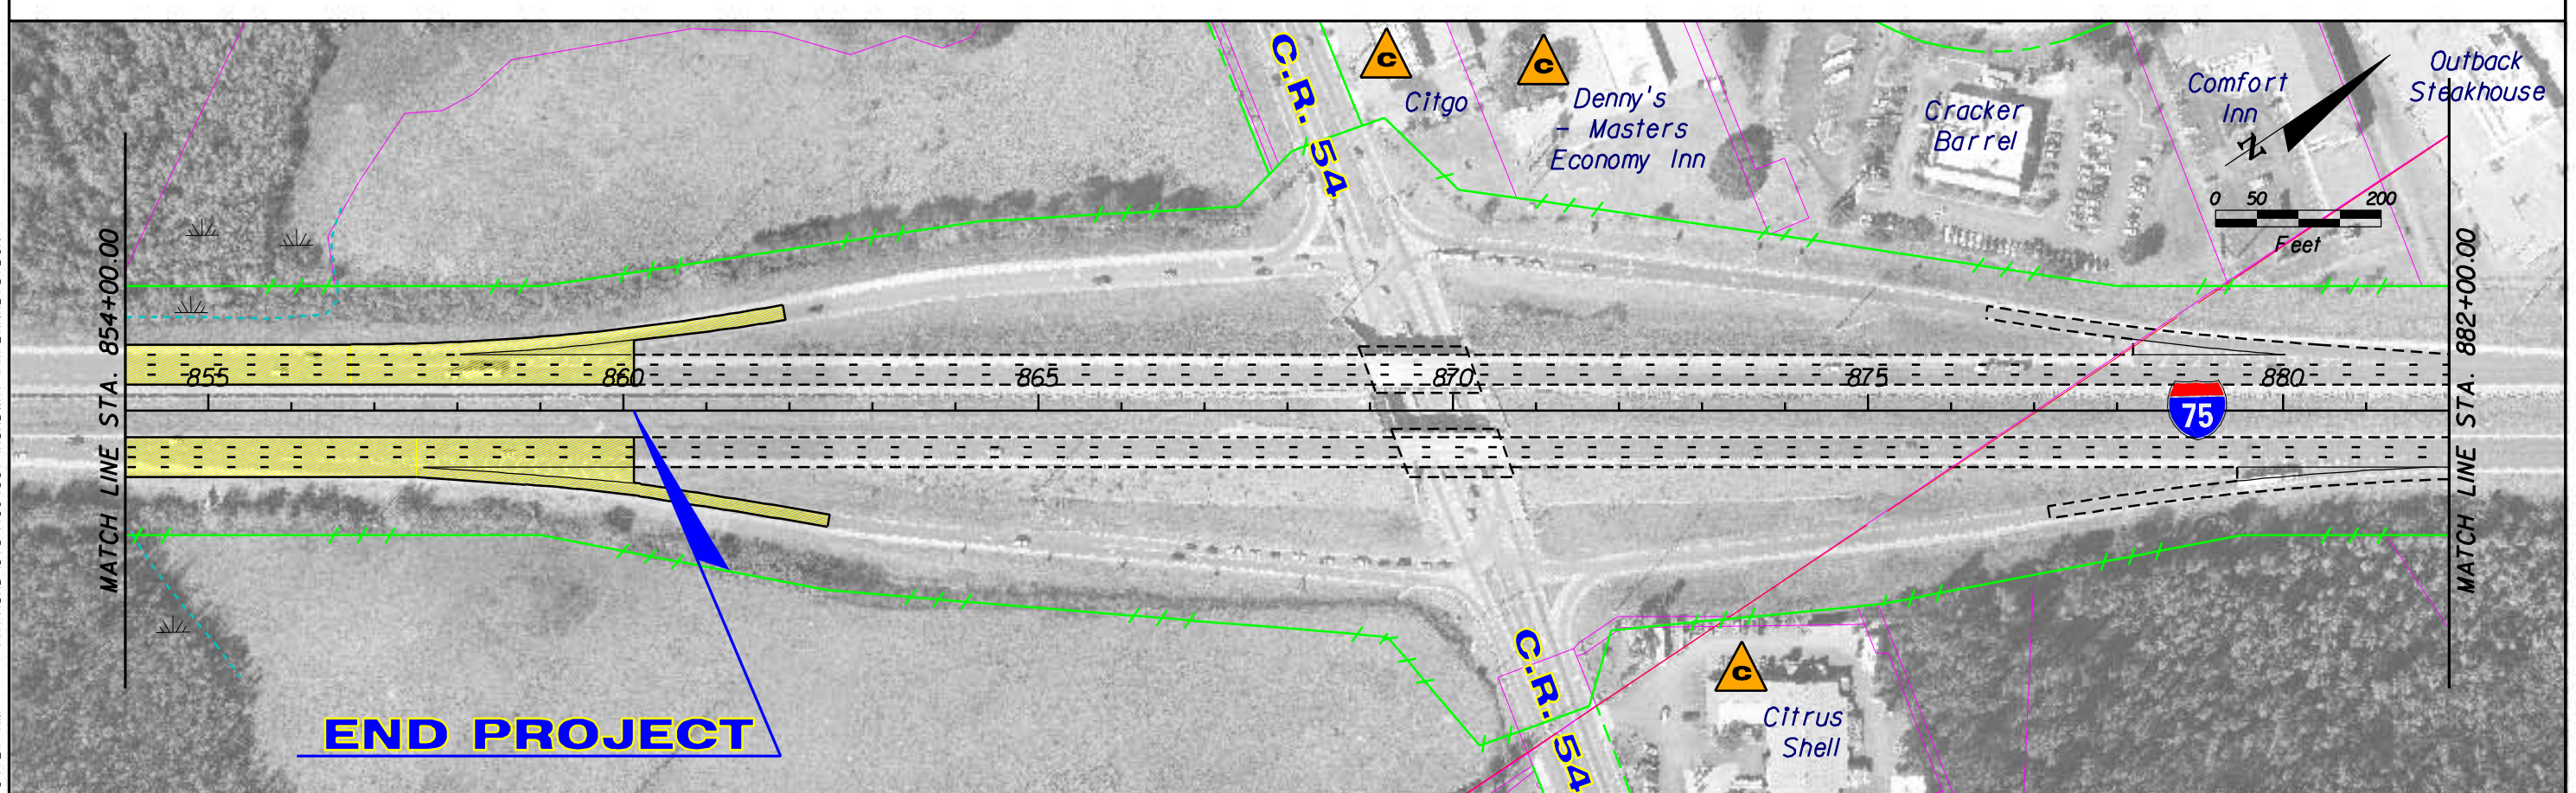 C.R. 54
C
Citgo
C
Denny's
- Masters
Economy Inn
Cracker
Barrel
Comfort
Inn
Outback
Steakhouse
N
0 50 200
Feet
MATCH LINE STA. 854+00.00
855
860
865
870
875
880
75
MATCH LINE STA. 882+00.00
END PROJECT
C.R. 54
C
Citrus
Shell